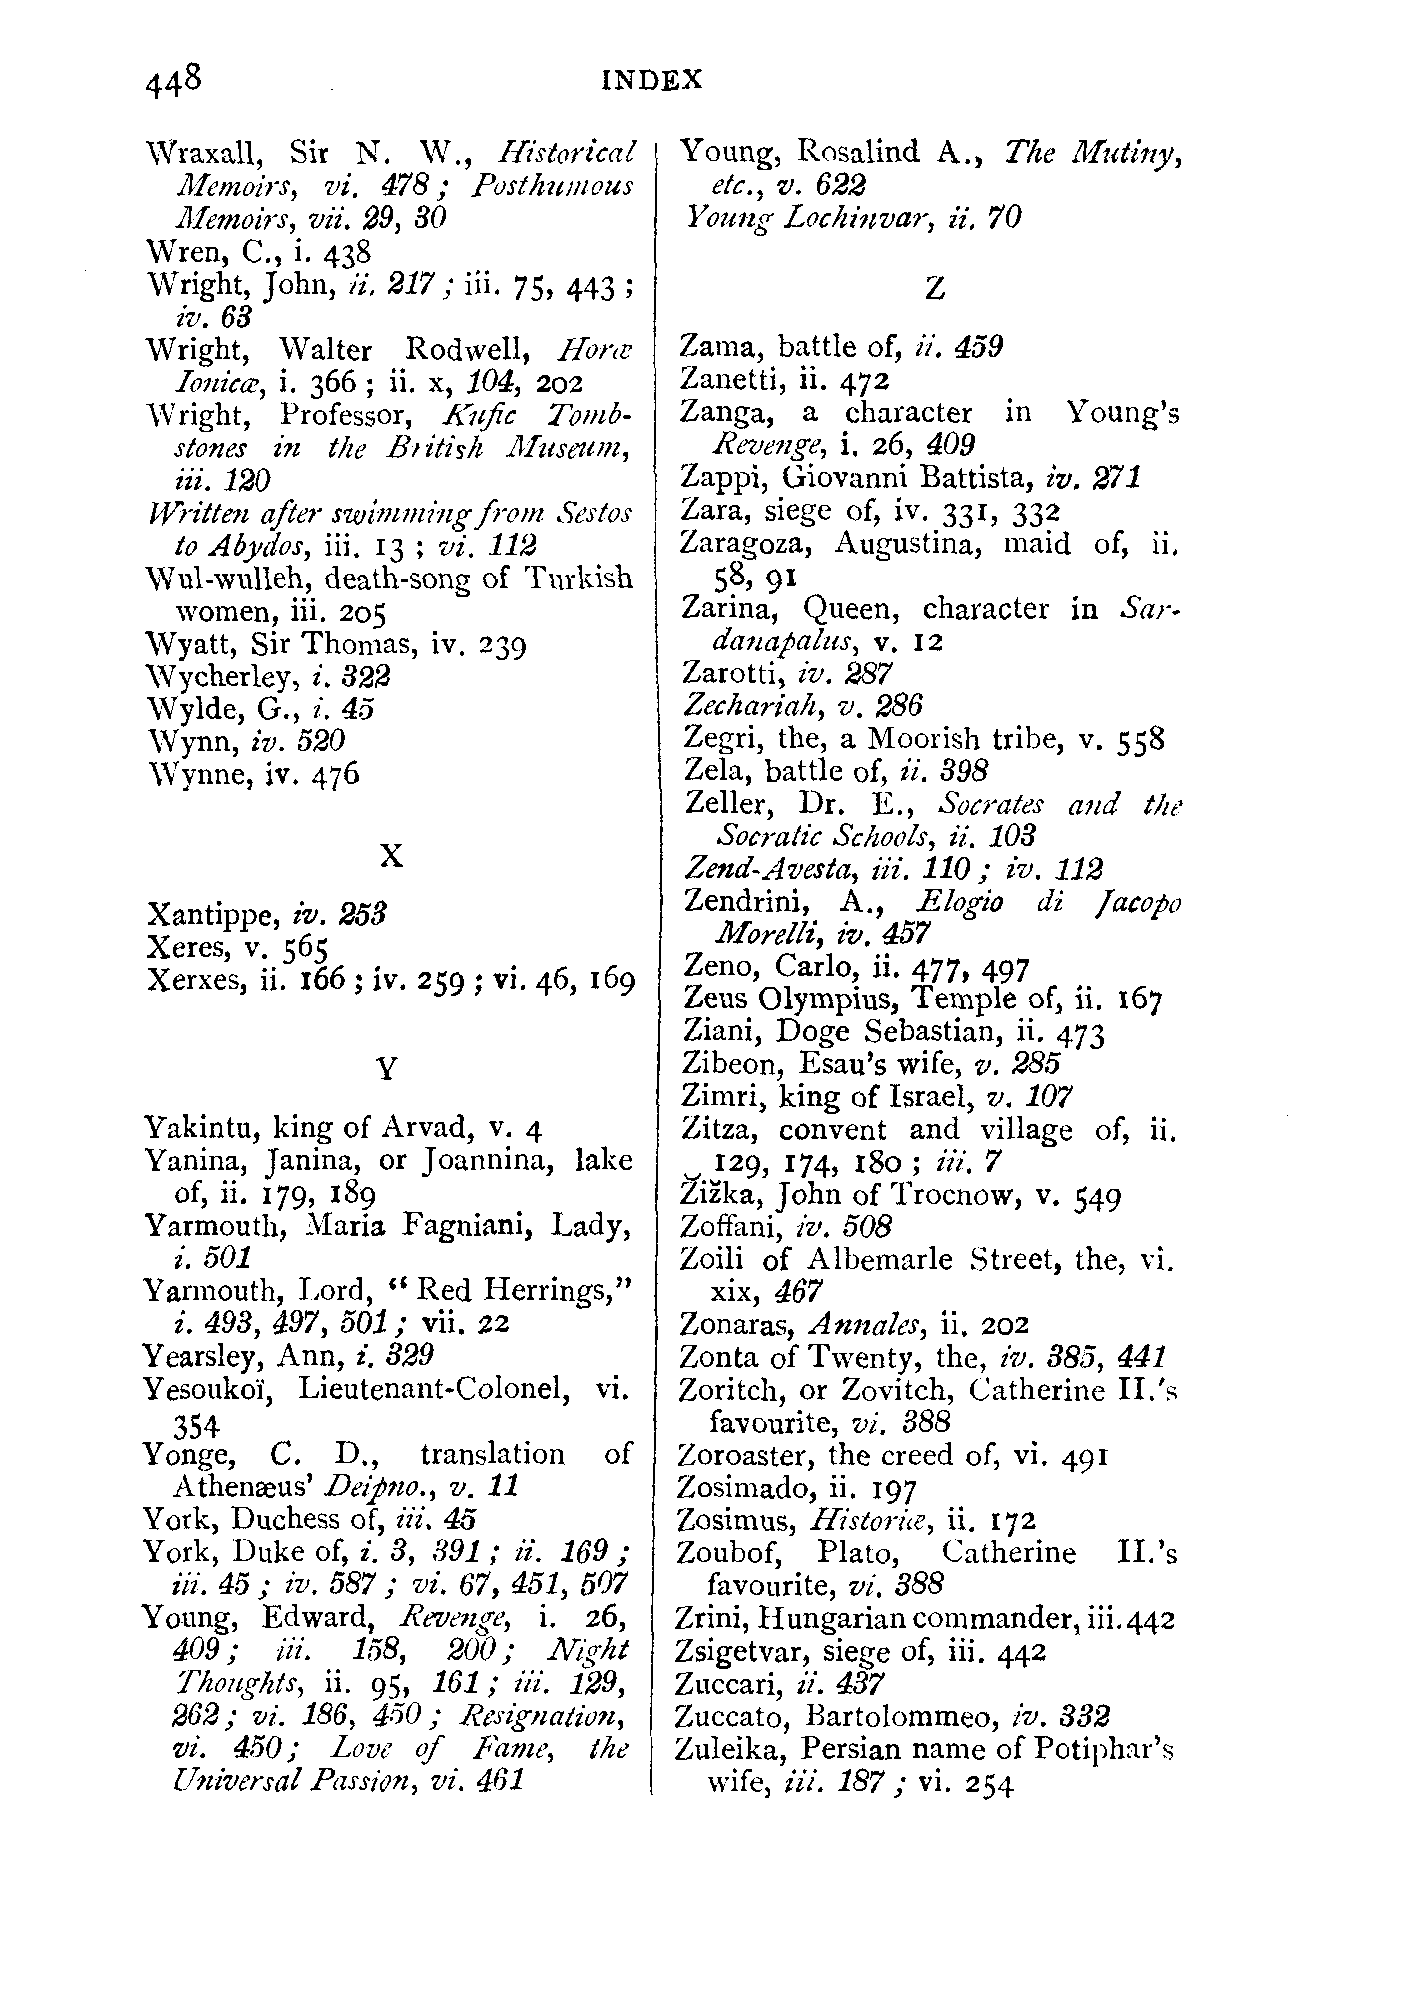 448
INDEX
Wraxall, Sir N. W., Historical
Memoirs, vi. 478 ; Posthumous
Memoirs, vii. 29, 30
Wren, C., i. 438
Wright, John, ii. 217 ; iii. 75, 443 ;
iv. 63
Wright, Walter Rodwell, Horæ
Ionicæ, i. 366 ; ii. x, 104, 202
Wright, Professor, Kufic Tomb-
stones in the British Museum,
iii. 120
Written after swimming from Sestos
to Abydos, iii. 13 ; vi. 112
Wul-wulleh, death-song of Turkish
women, iii. 205
Wyatt, Sir Thomas, iv. 239
Wycherley, i. 322
Wylde, G., i. 45
Wynn, iv. 520
Wynne, iv. 476
X
Xantippe, iv. 253
Xeres, v. 565
Xerxes, ii. 166 ; iv. 259 ; vi. 46, 169
Y
Yakintu, king of Arvad, v. 4
Yanina, Janina, or Joannina, lake
of, ii. 179, 189
Yarmouth, Maria Fagniani, Lady,
i. 501
Yarmouth, Lord, “ Red Herrings,”
i. 493, 497, 501 ; vii. 22
Yearsley, Ann, i. 329
Yesoukoï, Lieutenant-Colonel, vi.
354
Yonge, C. D., translation of
Athenæus’ Deipno., v. 11
York, Duchess of, iii. 45
York, Duke of, i. 3, 391 ; ii. 169 ;
iii. 45 ; iv. 587 ; vi. 67, 451, 507
Young, Edward, Revenge, i. 26,
409 ; iii. 158, 200 ; Night
Thoughts, ii. 95, 161 ; iii. 129,
262 ; vi. 186, 450 ; Resignation,
vi. 450 ; Love of Fame, the
Universal Passion, vi. 461
Young, Rosalind A., The Mutiny,
etc., v. 622
Young Lochinvar, ii. 70
Z
Zama, battle of, ii. 459
Zanetti, ii. 472
Zanga, a character in Young’s
Revenge, i. 26, 409
Zappi, Giovanni Battista, iv. 271
Zara, siege of, iv. 331, 332
Zaragoza, Augustina, maid of, ii.
58, 91
Zarina, Queen, character in Sar-
danapalus, v. 12
Zarotti, iv. 287
Zechariah, v. 286
Zegri, the, a Moorish tribe, v. 558
Zela, battle of, ii. 398
Zeller, Dr. E., Socrates and the
Socratic Schools, ii. 103
Zend-Avesta, iii. 110 ; iv. 112
Zendrini, A., Elogio di Jacopo
Morelli, iv. 457
Zeno, Carlo, ii. 477, 497
Zeus Olympius, Temple of, ii. 167
Ziani, Doge Sebastian, ii. 473
Zibeon, Esau’s wife, v. 285
Zimri, king of Israel, v. 107
Zitza, convent and village of, ii.
129, 174, 180 ; iii. 7
Z̆iz̆ka, John of Trocnow, v. 549
Zoffani, iv. 508
Zoili of Albemarle Street, the, vi.
xix, 467
Zonaras, Annales, ii. 202
Zonta of Twenty, the, iv. 385, 441
Zoritch, or Zovitch, Catherine II.’s
favourite, vi. 388
Zoroaster, the creed of, vi. 491
Zosimado, ii. 197
Zosimus, Historiæ, ii. 172
Zoubof, Plato, Catherine II.’s
favourite, vi. 388
Zrini, Hungarian commander, iii. 442
Zsigetvar, siege of, iii. 442
Zuccari, ii. 437
Zuccato, Bartolommeo, iv. 332
Zuleika, Persian name of Potiphar’s
wife, iii. 187 ; vi. 254